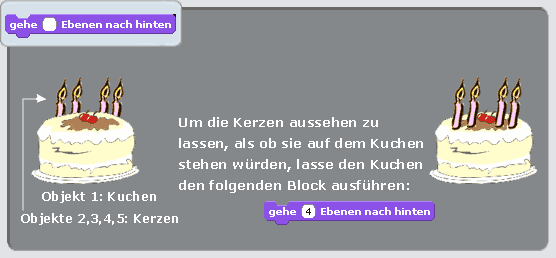 gehe Ebenen nach hinten
Um die Kerzen aussehen zu
lassen, als ob sie auf dem Kuchen
stehen würden, lasse den Kuchen
den folgenden Block ausführen:
gehe 4 Ebenen nach hinten
Objekt 1: Kuchen
Objekte 2,3,4,5: Kerzen